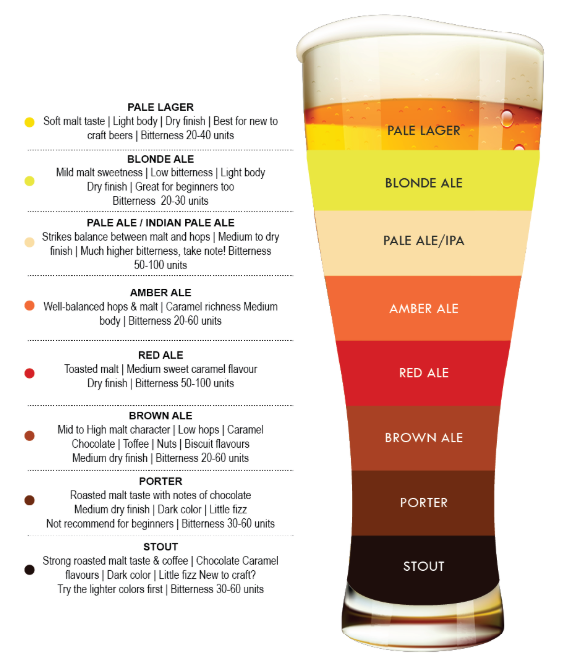 PALE LAGER
Soft malt taste | Light body | Dry finish | Best for new to
craft beers | Bitterness 20-40 units
BLONDE ALE
Mild malt sweetness | Low bitterness | Light body
Dry finish | Great for beginners too
Bitterness 20-30 units
PALE ALE / INDIAN PALE ALE
Strikes balance between malt and hops | Medium to dry
finish | Much higher bitterness, take note! Bitterness
50-100 units
AMBER ALE
Well-balanced hops & malt | Caramel richness Medium
body | Bitterness 20-60 units
RED ALE
Toasted malt | Medium sweet caramel flavour
Dry finish | Bitterness 50-100 units
BROWN ALE
Mid to High malt character | Low hops | Caramel
Chocolate | Toffee | Nuts | Biscuit flavours
Medium dry finish | Bitterness 20-60 units
PORTER
Roasted malt taste with notes of chocolate
Medium dry finish | Dark color | Little fizz
Not recommend for beginners | Bitterness 30-60 units
STOUT
Strong roasted malt taste & coffee | Chocolate Caramel
flavours | Dark color | Little fizz New to craft?
Try the lighter colors first | Bitterness 30-60 units
PALE LAGER
BLONDE ALE
PALE ALE/IPA
AMBER ALE
RED ALE
BROWN ALE
PORTER
STOUT